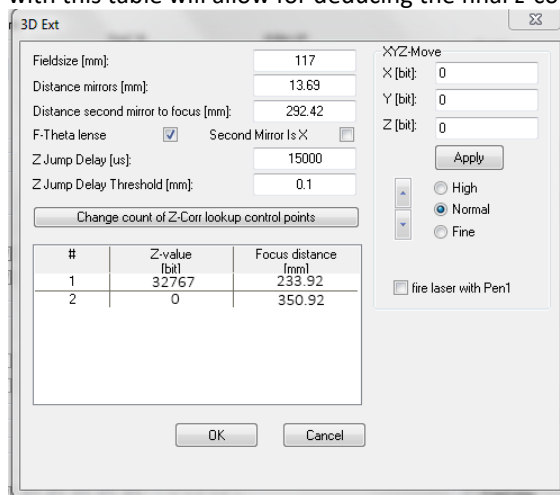 with this table will allow for deducing the final z-co
3D Ext
Fieldsize [mm]: 117
Distance mirrors [mm]: 13.69
Distance second mirror to focus [mm]: 292.42
F-Theta lense Second Mirror Is X
Z Jump Delay [us]: 15000
Z Jump Delay Threshold [mm]: 0.1
Change count of Z-Corr lookup control points
# Z-value [bit] Focus distance [mm]
1 32767 233.92
2 0 350.92
OK Cancel
XYZ-Move
X [bit]: 0
Y [bit]: 0
Z [bit]: 0
Apply
High
Normal
Fine
fire laser with Pen1